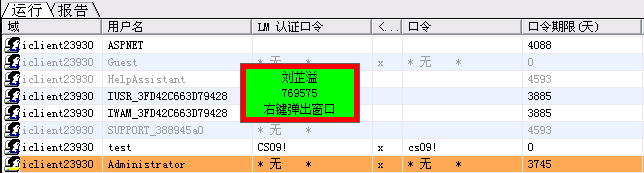 运行 报告
域 用户名 LM 认证口令 <... 口令 口令期限(天)
iclient23930 ASPNET 4088
iclient23930 Guest * 无 * x * 无 * 0
iclient23930 HelpAssistant 4593
iclient23930 IUSR_3FD42C663D79428 3885
iclient23930 IWAM_3FD42C663D79428 3885
iclient23930 SUPPORT_388945a0 * 无 * 4593
iclient23930 test CS09! x cs09! 0
iclient23930 Administrator * 无 * x * 无 * 3745
刘芷溢
769575
右键弹出窗口